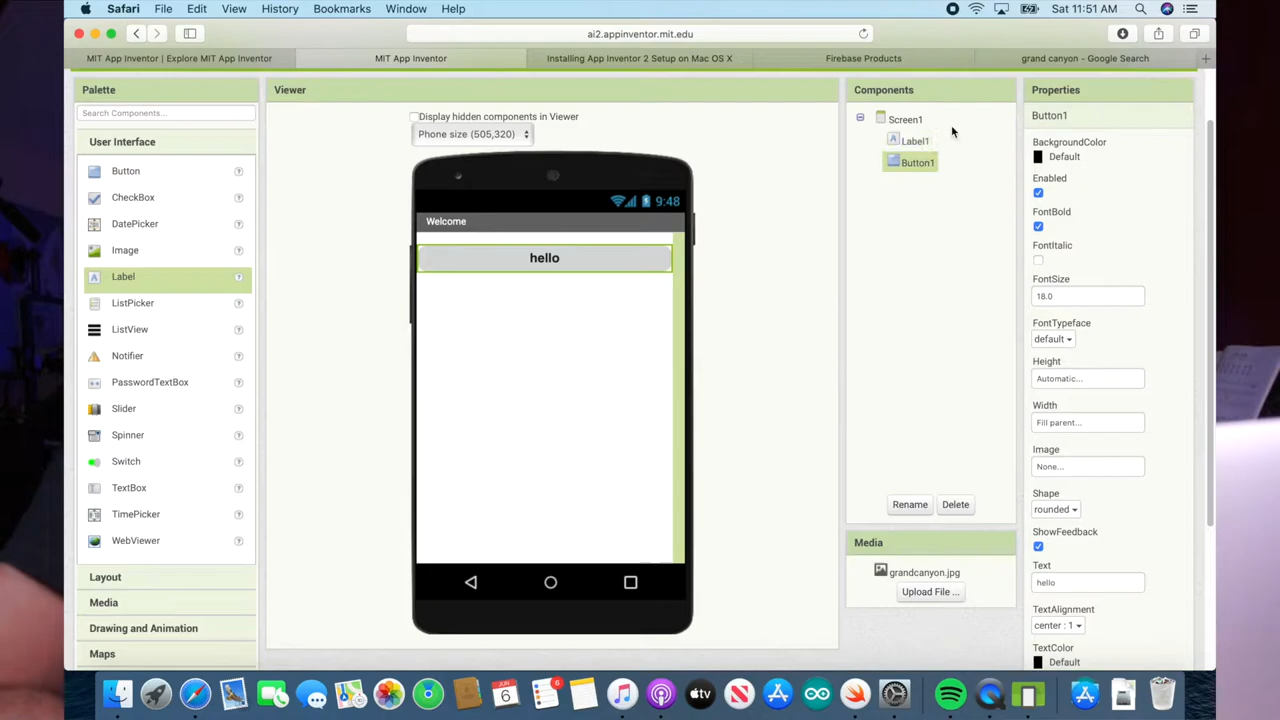 Safari File Edit View History Bookmarks Window Help Sat 11:51 AM
ai2.appinventor.mit.edu
MIT App Inventor | Explore MIT App Inventor MIT App Inventor Installing App Inventor 2 Setup on Mac OS X Firebase Products grand canyon - Google Search
Palette
Search Components...
User Interface
Button ?
CheckBox ?
DatePicker ?
Image ?
Label ?
ListPicker ?
ListView ?
Notifier ?
PasswordTextBox ?
Slider ?
Spinner ?
Switch ?
TextBox ?
TimePicker ?
WebViewer ?
Layout
Media
Drawing and Animation
Maps
Viewer
Display hidden components in Viewer
Phone size (505,320)
9:48
Welcome
hello
Components
Screen1
Label1
Button1
Rename Delete
Media
grandcanyon.jpg
Upload File ...
Properties
Button1
BackgroundColor
Default
Enabled
FontBold
FontItalic
FontSize
18.0
FontTypeface
default
Height
Automatic...
Width
Fill parent...
Image
None...
Shape
rounded
ShowFeedback
Text
hello
TextAlignment
center : 1
TextColor
Default
JUN
6
6
tv